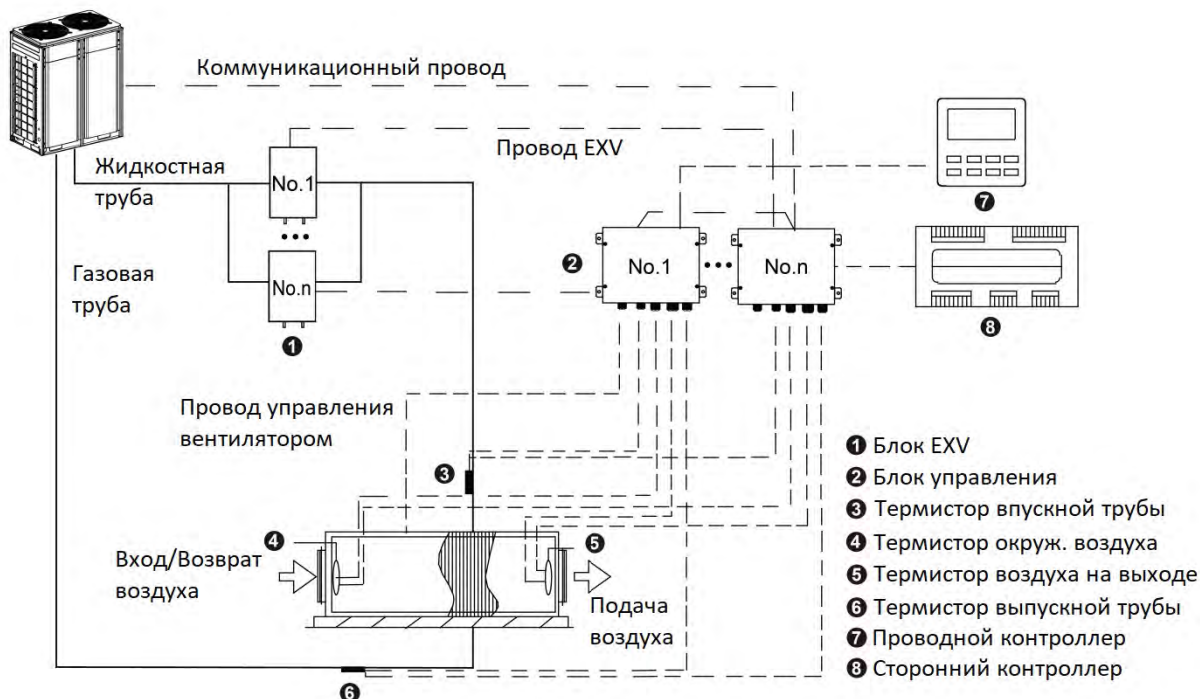 Коммуникационный провод
Провод EXV
Жидкостная
труба
No.1
•••
❼
Газовая
труба
No.n
❷
No.1
•••
No.n
❶
❽
Провод управления
вентилятором
❸
❹
❺
Вход/Возврат
воздуха
Подача
воздуха
❻
❶ Блок EXV
❷ Блок управления
❸ Термистор впускной трубы
❹ Термистор окруж. воздуха
❺ Термистор воздуха на выходе
❻ Термистор выпускной трубы
❼ Проводной контроллер
❽ Сторонний контроллер